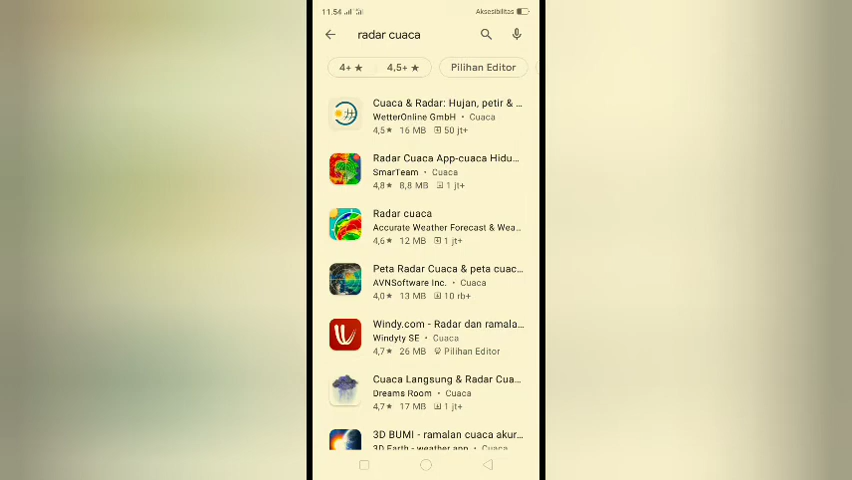 11.54
Aksesibilitas
radar cuaca
4+ ★
4,5+ ★
Pilihan Editor
Cuaca & Radar: Hujan, petir & ...
WetterOnline GmbH • Cuaca
4,5★ 16 MB 50 jt+
Radar Cuaca App-cuaca Hidu...
SmarTeam • Cuaca
4,8★ 8,8 MB 1 jt+
Radar cuaca
Accurate Weather Forecast & Wea...
4,6★ 12 MB 1 jt+
Peta Radar Cuaca & peta cuac...
AVNSoftware Inc. • Cuaca
4,0★ 13 MB 10 rb+
Windy.com - Radar dan ramala...
Windyty SE • Cuaca
4,7★ 26 MB Pilihan Editor
Cuaca Langsung & Radar Cua...
Dreams Room • Cuaca
4,7★ 17 MB 1 jt+
3D BUMI - ramalan cuaca akur...
3D Earth - weather app • Cuaca